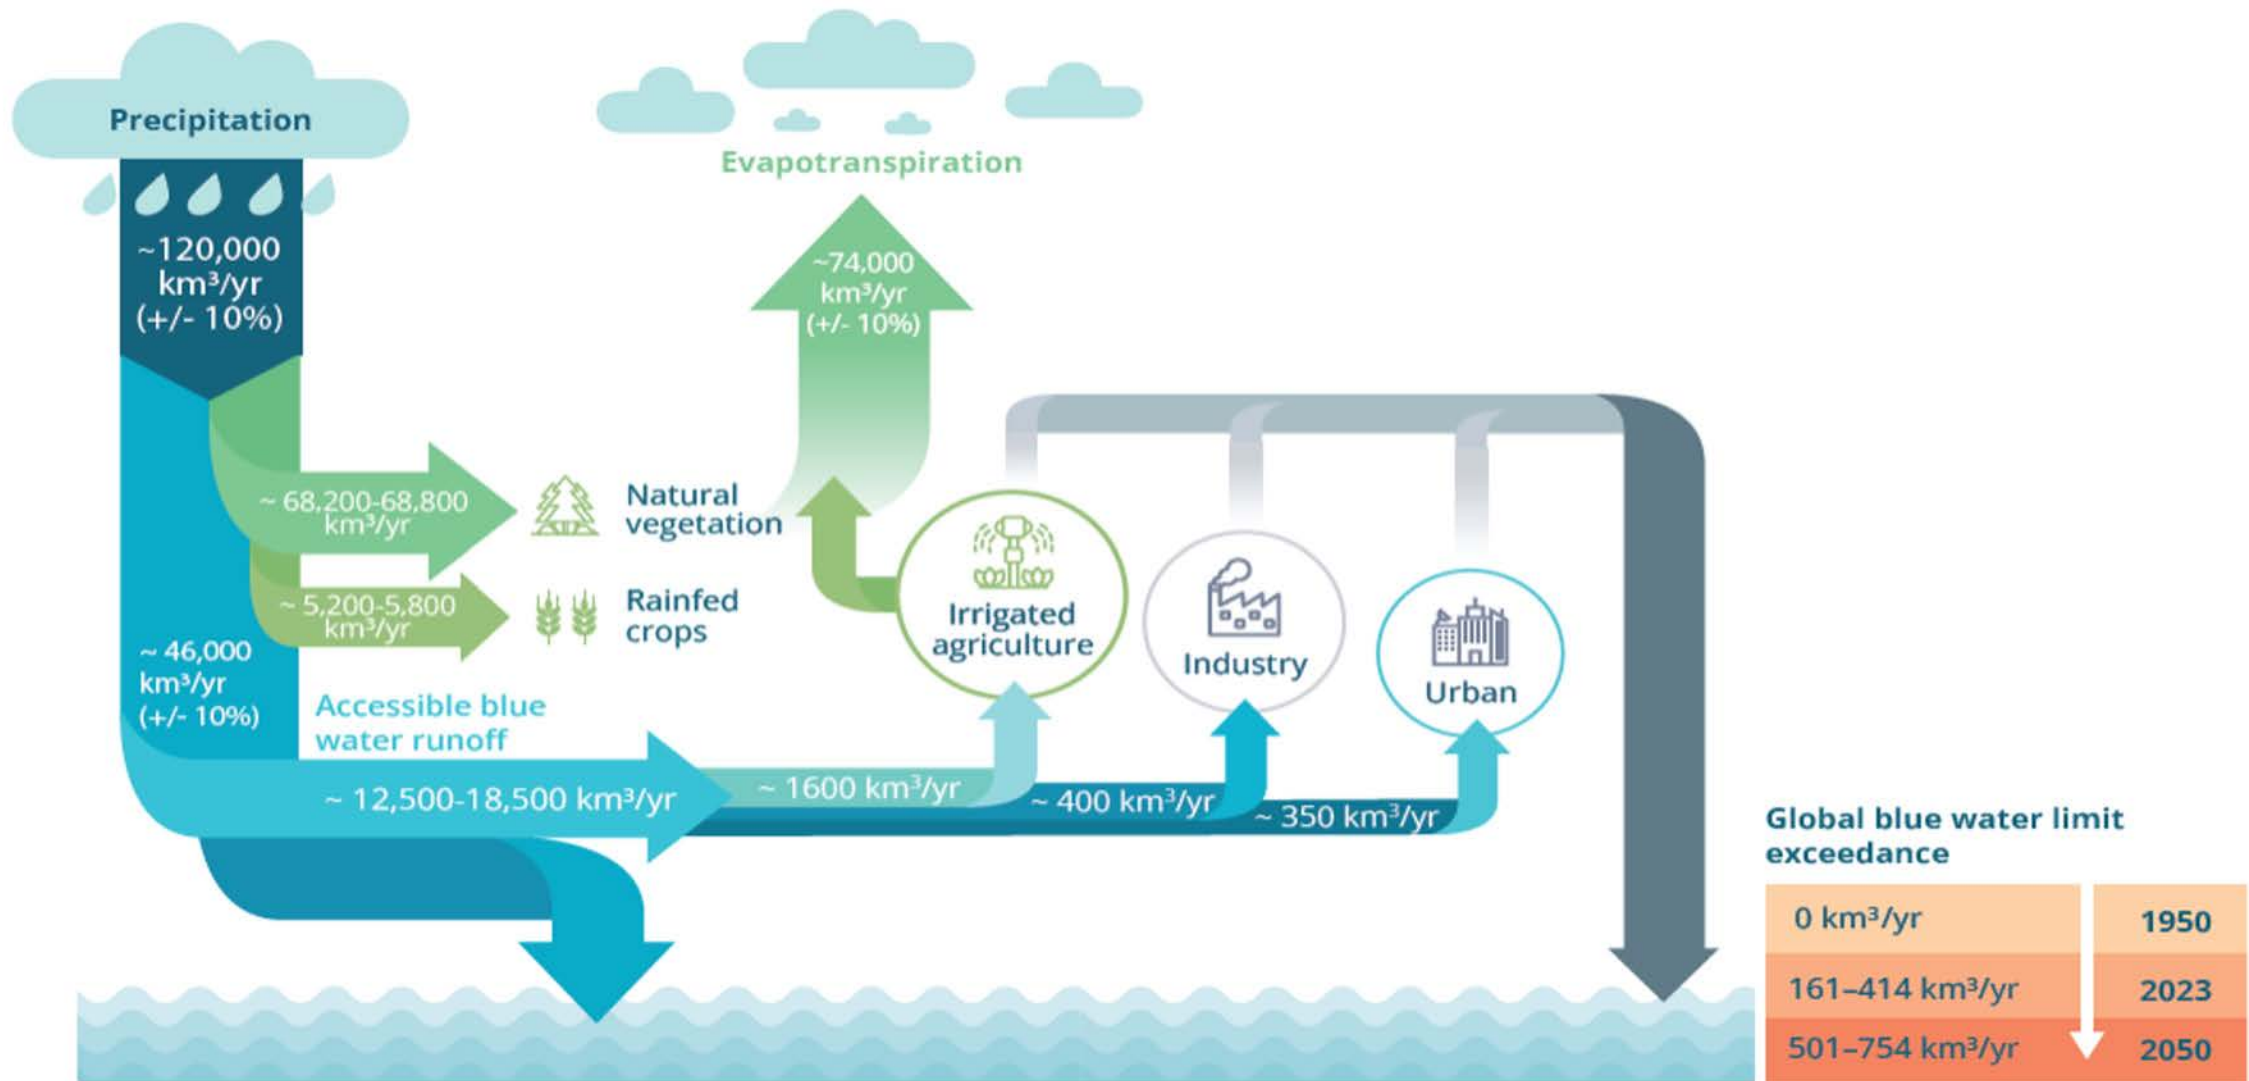 Precipitation
~120,000
km³/yr
(+/- 10%)
Evapotranspiration
~74,000
km³/yr
(+/- 10%)
~ 68,200-68,800
km³/yr
Natural
vegetation
~ 5,200-5,800
km³/yr
Rainfed
crops
~ 46,000
km³/yr
(+/- 10%)
Accessible blue
water runoff
~ 12,500-18,500 km³/yr
~ 1600 km³/yr
Irrigated
agriculture
~ 400 km³/yr
Industry
~ 350 km³/yr
Urban
Global blue water limit
exceedance
0 km³/yr 1950
161–414 km³/yr 2023
501–754 km³/yr 2050